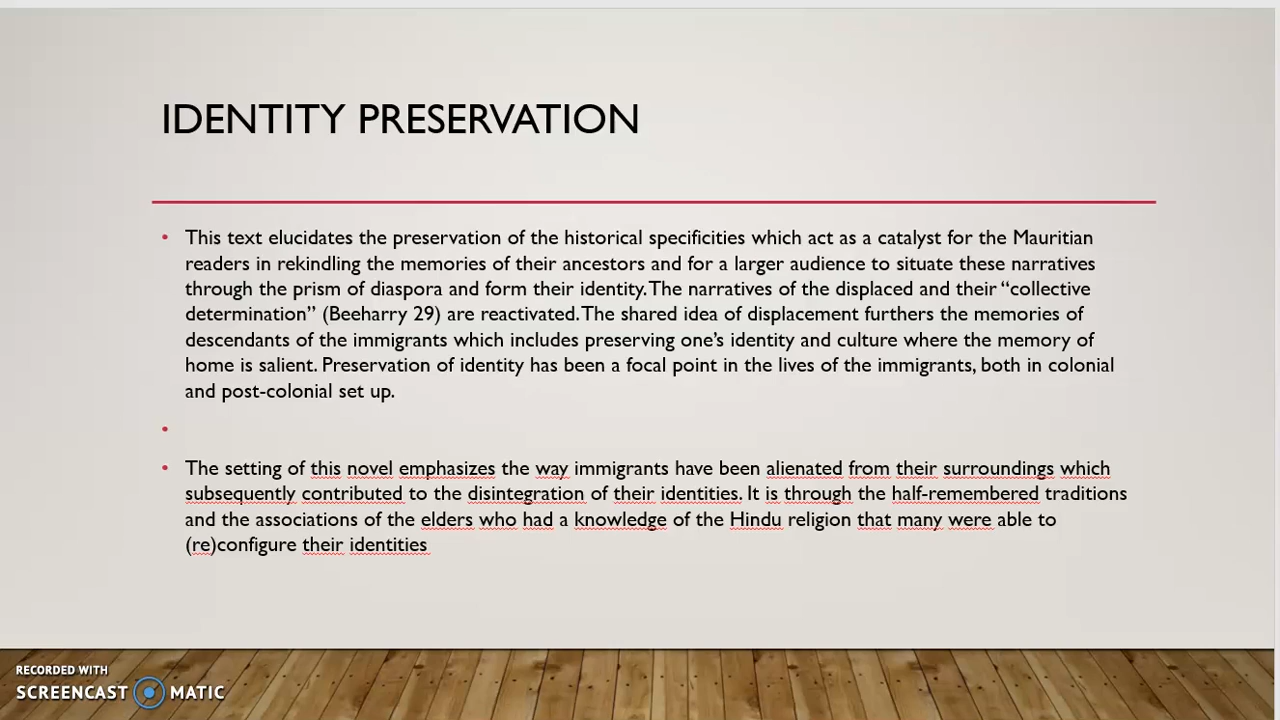 IDENTITY PRESERVATION
• This text elucidates the preservation of the historical specificities which act as a catalyst for the Mauritian
readers in rekindling the memories of their ancestors and for a larger audience to situate these narratives
through the prism of diaspora and form their identity. The narratives of the displaced and their “collective
determination” (Beeharry 29) are reactivated. The shared idea of displacement furthers the memories of
descendants of the immigrants which includes preserving one’s identity and culture where the memory of
home is salient. Preservation of identity has been a focal point in the lives of the immigrants, both in colonial
and post-colonial set up.
•
• The setting of this novel emphasizes the way immigrants have been alienated from their surroundings which
subsequently contributed to the disintegration of their identities. It is through the half-remembered traditions
and the associations of the elders who had a knowledge of the Hindu religion that many were able to
(re)configure their identities
RECORDED WITH
SCREENCAST MATIC